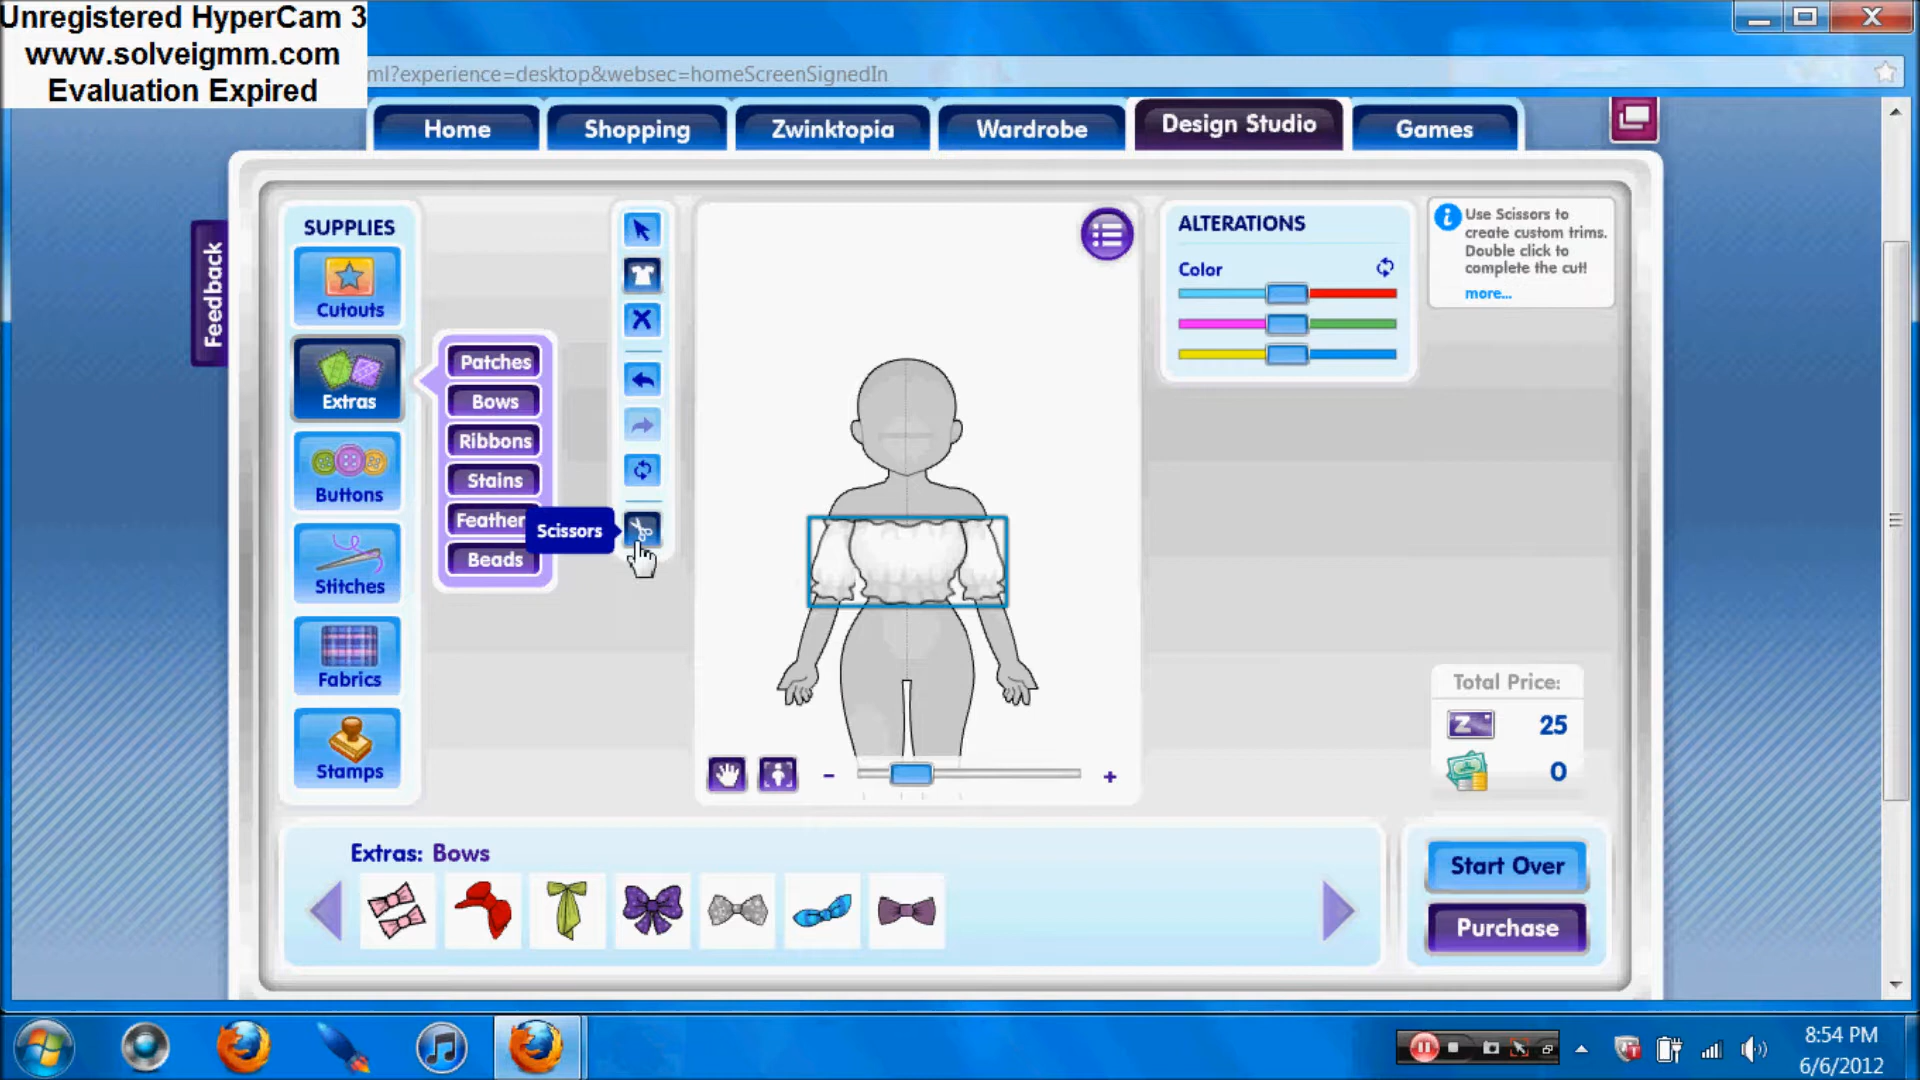 Unregistered HyperCam 3
www.solveigmm.com
Evaluation Expired
ml?experience=desktop&websec=homeScreenSignedIn
Home
Shopping
Zwinktopia
Wardrobe
Design Studio
Games
Feedback
SUPPLIES
Cutouts
Extras
Buttons
Stitches
Fabrics
Stamps
Patches
Bows
Ribbons
Stains
Feather
Beads
Scissors
ALTERATIONS
Color
Use Scissors to
create custom trims.
Double click to
complete the cut!
more...
Total Price:
Z 25
0
- +
Extras: Bows
Start Over
Purchase
8:54 PM
6/6/2012